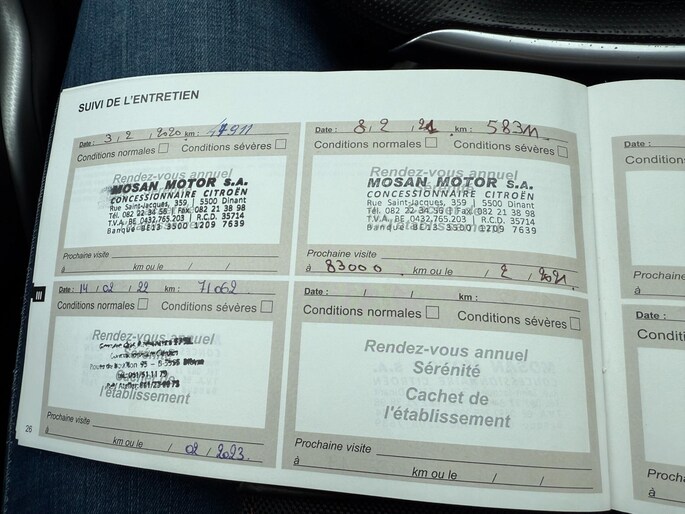 SUIVI DE L'ENTRETIEN
Date : 3, 2, 2020 km :
Conditions normales Conditions sévères
Rendez-vous annuel
MOSAN MOTOR S.A.
CONCESSIONNAIRE CITROËN
Rue Saint-Jacques, 359 | 5500 Dinant
Tél. 082 22 34 56 | Fax 082 21 38 98
T.V.A. BE 0432.765.203 | R.C.D. 35714
Banque BE13 3500 1209 7639
Prochaine visite
à km ou le / /
Date : 8, 2, 21 km : 58311
Conditions normales Conditions sévères
Rendez-vous annuel
MOSAN MOTOR S.A.
CONCESSIONNAIRE CITROËN
Rue Saint-Jacques, 359 | 5500 Dinant
Tél. 082 22 34 56 | Fax 082 21 38 98
T.V.A. BE 0432.765.203 | R.C.D. 35714
Banque BE13 3500 1209 7639
Prochaine visite
à 83000 km ou le / 2 / 2021
Date : 14 / 02 / 22 km : 71062
Conditions normales Conditions sévères
Rendez-vous annuel
l'établissement
Prochaine visite
à km ou le / 02 / 2023
Date : / / km :
Conditions normales Conditions sévères
Rendez-vous annuel
Sérénité
Cachet de
l'établissement
Prochaine visite
à km ou le / /
Date :
Conditio
Prochaine
à
Date :
Conditi
Proch
à
III
26